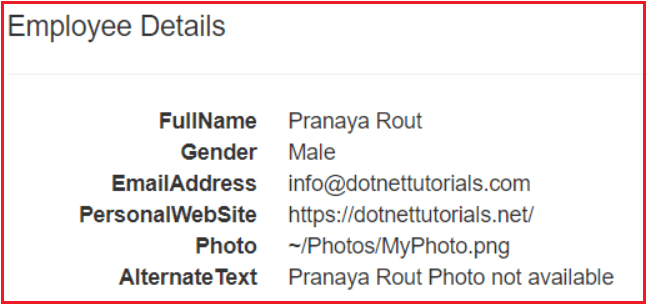 Employee Details
FullName Pranaya Rout
Gender Male
EmailAddress info@dotnettutorials.com
PersonalWebSite https://dotnettutorials.net/
Photo ~/Photos/MyPhoto.png
AlternateText Pranaya Rout Photo not available